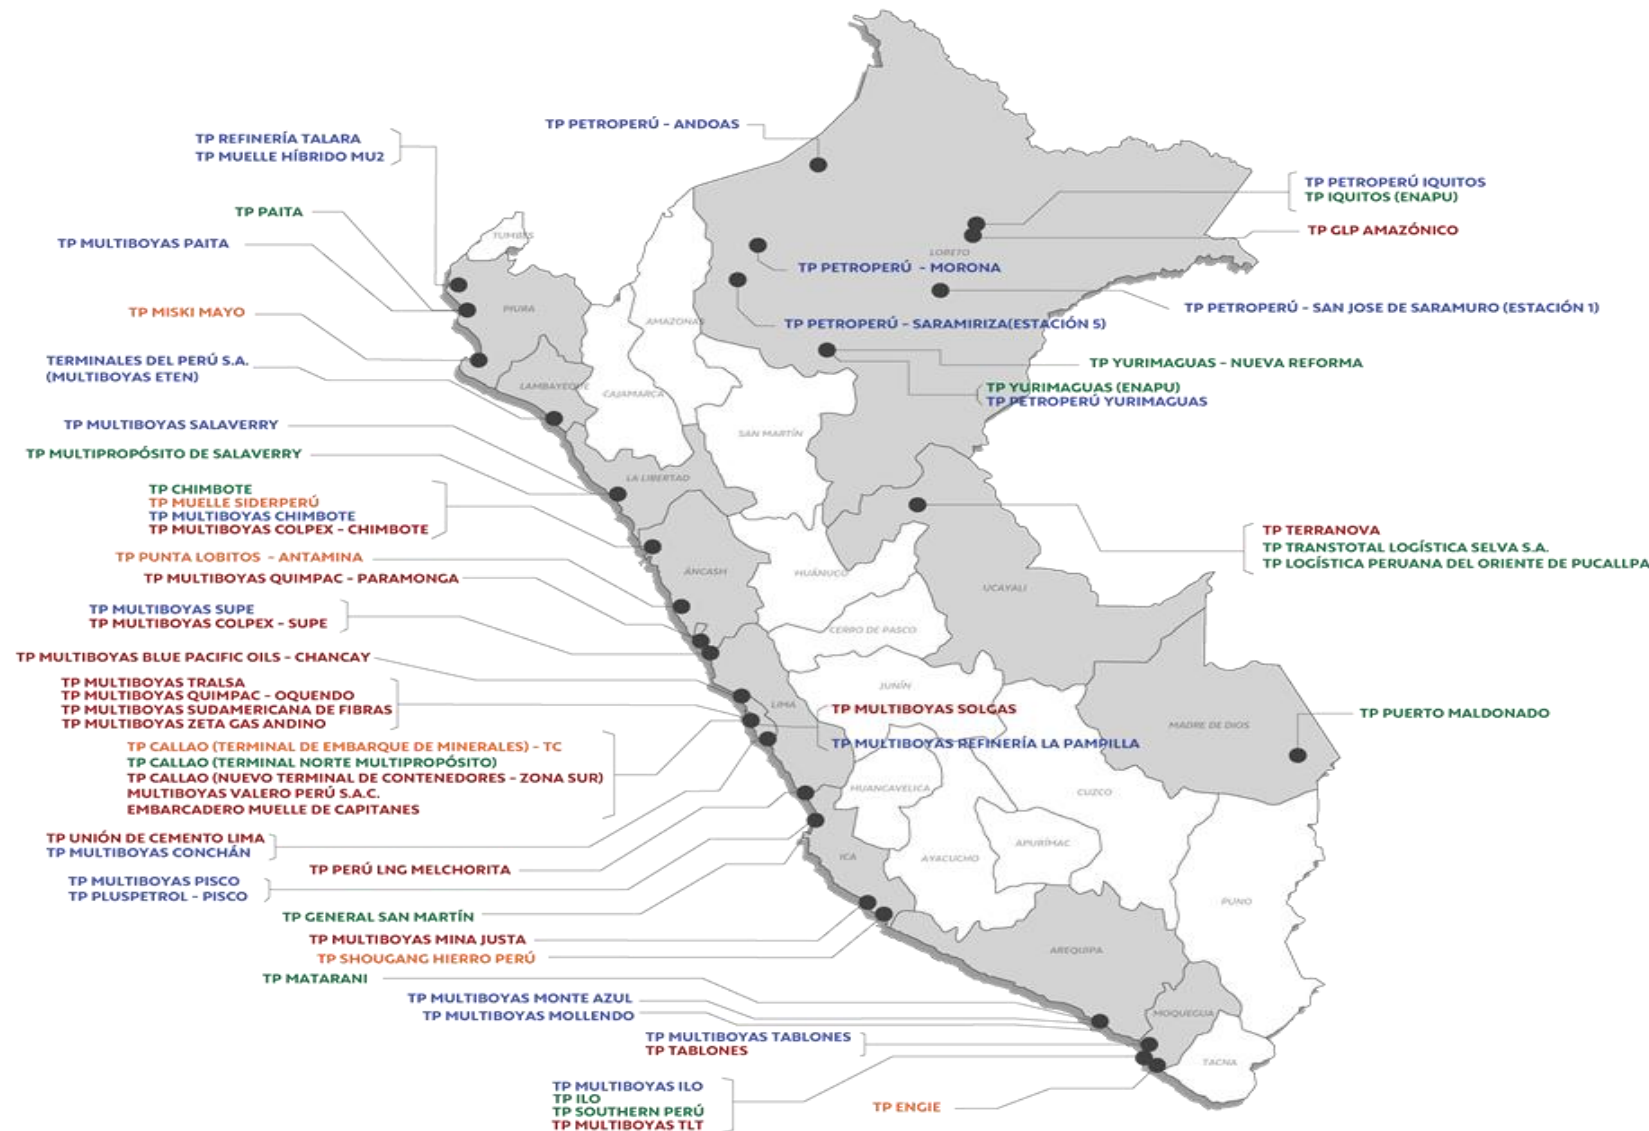 TP PETROPERÚ - ANDOAS
TP REFINERÍA TALARA
TP MUELLE HÍBRIDO MU2
TP PETROPERÚ IQUITOS
TP IQUITOS (ENAPU)
TP PAITA
TP GLP AMAZÓNICO
TUMBES
TP MULTIBOYAS PAITA
LORETO
TP PETROPERÚ - MORONA
TP PETROPERÚ - SAN JOSE DE SARAMURO (ESTACIÓN 1)
TP MISKI MAYO
PIURA
AMAZONAS
TP PETROPERÚ - SARAMIRIZA(ESTACIÓN 5)
TERMINALES DEL PERÚ S.A.
(MULTIBOYAS ETEN)
TP YURIMAGUAS - NUEVA REFORMA
LAMBAYEQUE
CAJAMARCA
TP YURIMAGUAS (ENAPU)
TP PETROPERÚ YURIMAGUAS
TP MULTIBOYAS SALAVERRY
SAN MARTÍN
TP MULTIPROPÓSITO DE SALAVERRY
LA LIBERTAD
TP CHIMBOTE
TP MUELLE SIDERPERÚ
TP MULTIBOYAS CHIMBOTE
TP MULTIBOYAS COLPEX - CHIMBOTE
TP TERRANOVA
TP TRANSTOTAL LOGÍSTICA SELVA S.A.
TP LOGÍSTICA PERUANA DEL ORIENTE DE PUCALLPA
TP PUNTA LOBITOS - ANTAMINA
ÁNCASH
HUÁNUCO
TP MULTIBOYAS QUIMPAC - PARAMONGA
UCAYALI
TP MULTIBOYAS SUPE
TP MULTIBOYAS COLPEX - SUPE
CERRO DE PASCO
TP MULTIBOYAS BLUE PACIFIC OILS - CHANCAY
JUNÍN
TP MULTIBOYAS TRALSA
TP MULTIBOYAS QUIMPAC - OQUENDO
TP MULTIBOYAS SUDAMERICANA DE FIBRAS
TP MULTIBOYAS ZETA GAS ANDINO
LIMA
TP MULTIBOYAS SOLGAS
TP PUERTO MALDONADO
MADRE DE DIOS
TP MULTIBOYAS REFINERÍA LA PAMPILLA
TP CALLAO (TERMINAL DE EMBARQUE DE MINERALES) - TC
TP CALLAO (TERMINAL NORTE MULTIPROPÓSITO)
TP CALLAO (NUEVO TERMINAL DE CONTENEDORES - ZONA SUR)
MULTIBOYAS VALERO PERÚ S.A.C.
EMBARCADERO MUELLE DE CAPITANES
HUANCAVELICA
CUZCO
TP UNIÓN DE CEMENTO LIMA
TP MULTIBOYAS CONCHÁN
APURÍMAC
ICA
AYACUCHO
TP PERÚ LNG MELCHORITA
TP MULTIBOYAS PISCO
TP PLUSPETROL - PISCO
PUNO
TP GENERAL SAN MARTÍN
TP MULTIBOYAS MINA JUSTA
TP SHOUGANG HIERRO PERÚ
AREQUIPA
TP MATARANI
TP MULTIBOYAS MONTE AZUL
TP MULTIBOYAS MOLLENDO
MOQUEGUA
TP MULTIBOYAS TABLONES
TP TABLONES
TACNA
TP MULTIBOYAS ILO
TP ILO
TP SOUTHERN PERÚ
TP MULTIBOYAS TLT
TP ENGIE